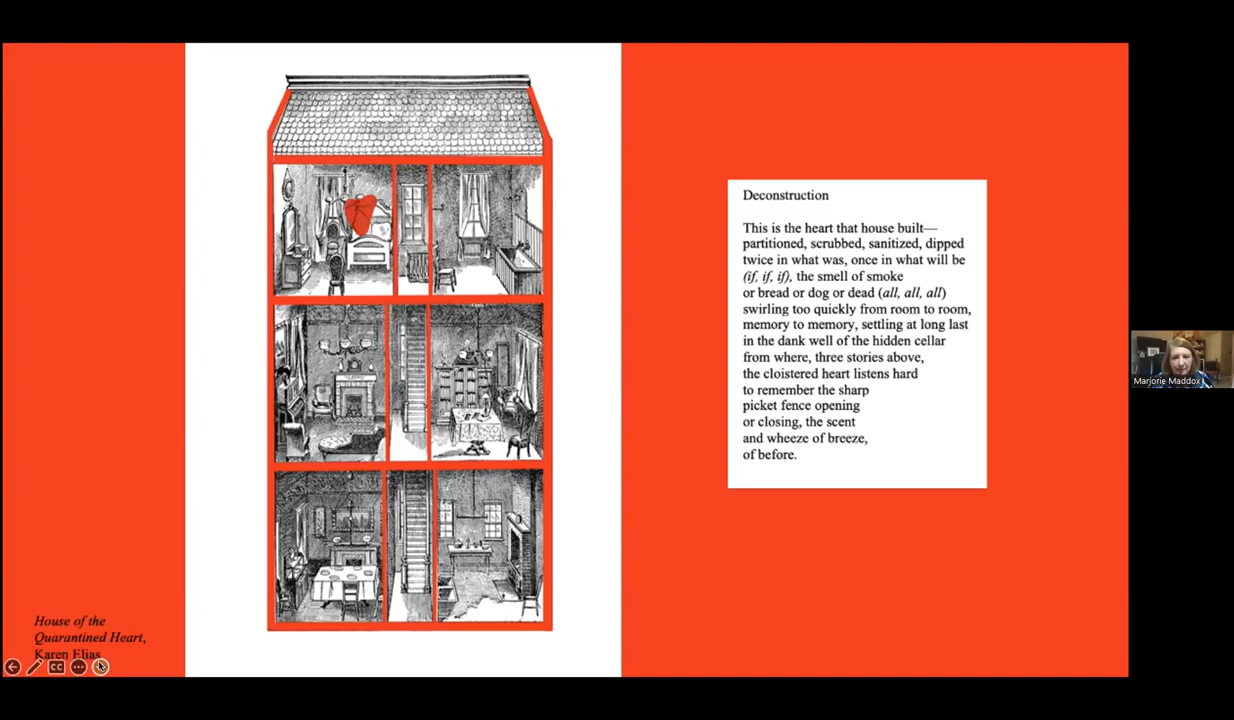 Deconstruction
This is the heart that house built—
partitioned, scrubbed, sanitized, dipped
twice in what was, once in what will be
(if, if, if), the smell of smoke
or bread or dog or dead (all, all, all)
swirling too quickly from room to room,
memory to memory, settling at long last
in the dank well of the hidden cellar
from where, three stories above,
the cloistered heart listens hard
to remember the sharp
picket fence opening
or closing, the scent
and wheeze of breeze,
of before.
Marjorie Maddox
House of the
Quarantined Heart,
Karen Elias
CC